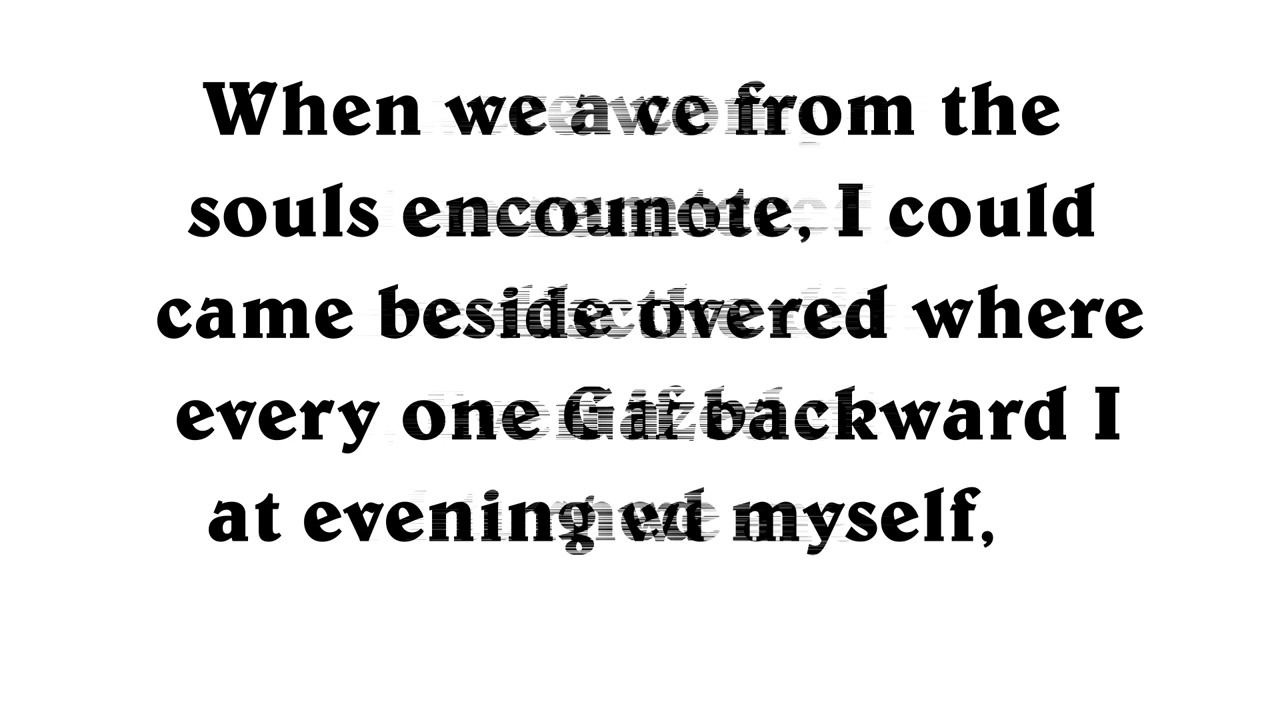 When we from the
souls I could
came beside where
every one backward I
at evening myself,